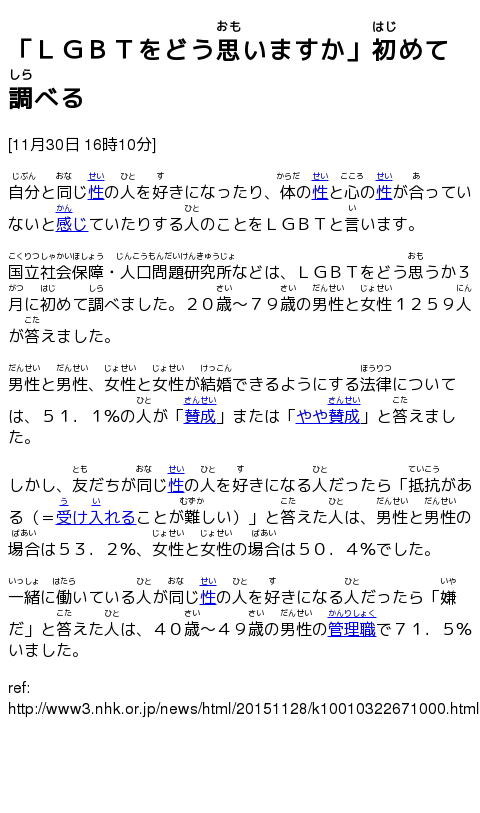 「ＬＧＢＴをどう思いますか」初めて
調べる
[11月30日 16時10分]
自分と同じ性の人を好きになったり、体の性と心の性が合ってい
ないと感じていたりする人のことをＬＧＢＴと言います。
国立社会保障・人口問題研究所などは、ＬＧＢＴをどう思うか３
月に初めて調べました。２０歳～７９歳の男性と女性１２５９人
が答えました。
男性と男性、女性と女性が結婚できるようにする法律について
は、５１．１％の人が「賛成」または「やや賛成」と答えまし
た。
しかし、友だちが同じ性の人を好きになる人だったら「抵抗があ
る（＝受け入れることが難しい）」と答えた人は、男性と男性の
場合は５３．２％、女性と女性の場合は５０．４％でした。
一緒に働いている人が同じ性の人を好きになる人だったら「嫌
だ」と答えた人は、４０歳～４９歳の男性の管理職で７１．５％
いました。
ref:
http://www3.nhk.or.jp/news/html/20151128/k10010322671000.html